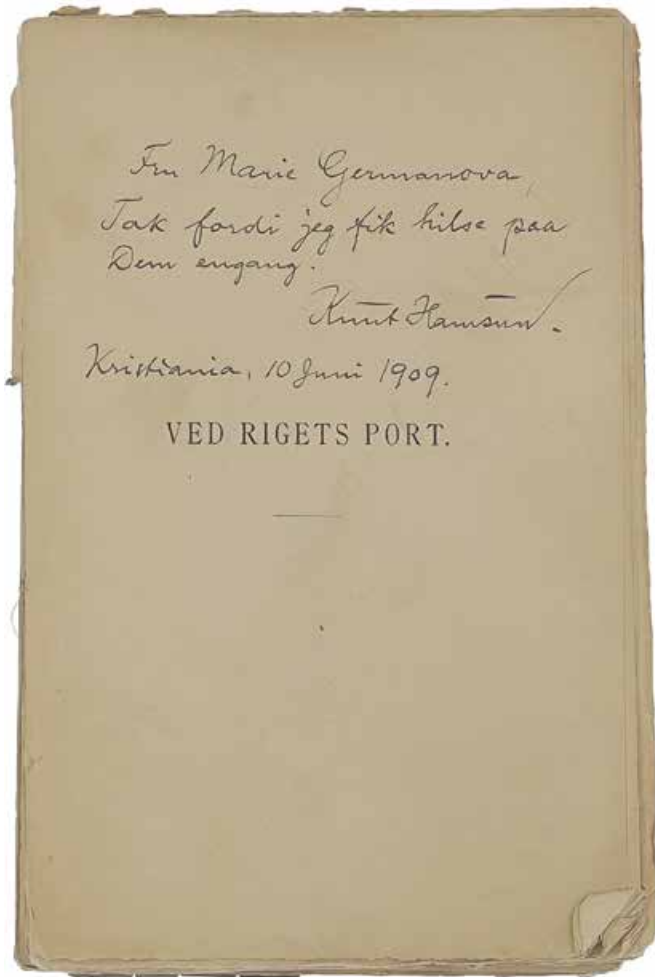 Fru Marie Germanova,
Tak fordi jeg fik hilse paa
Dem engang.
Knut Hamsun.
Kristiania, 10 Juni 1909.
VED RIGETS PORT.